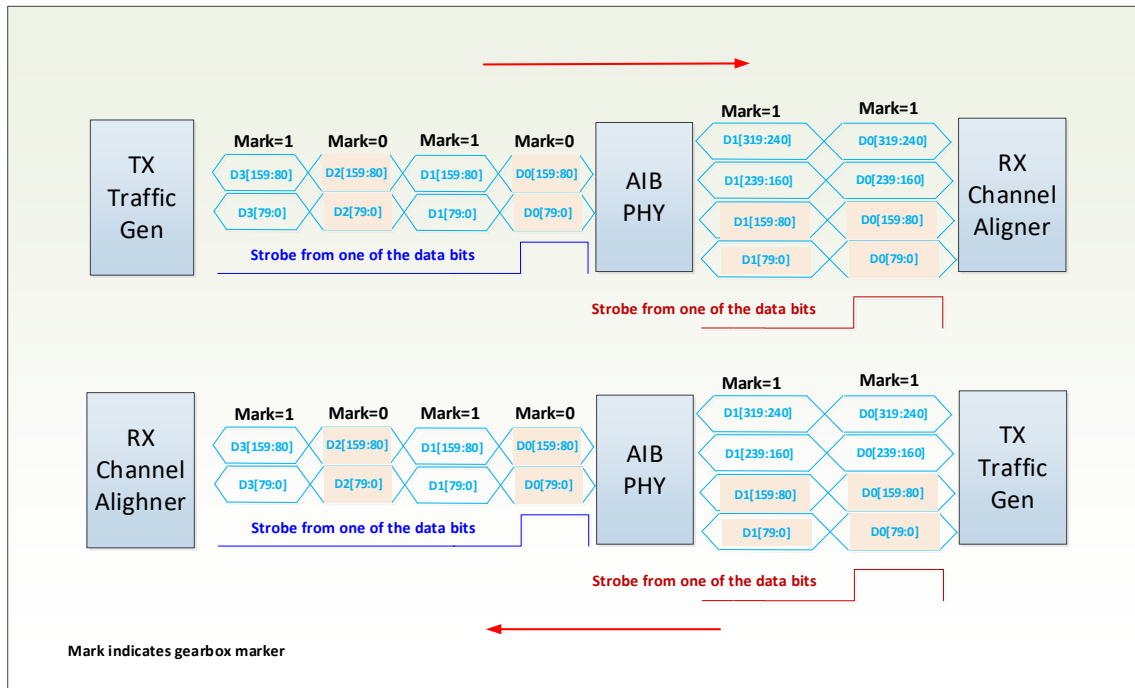 Mark=1 Mark=1
Mark=1 Mark=0 Mark=1 Mark=0
TX
Traffic
Gen
D3[159:80] D2[159:80] D1[159:80] D0[159:80]
D3[79:0] D2[79:0] D1[79:0] D0[79:0]
Strobe from one of the data bits
AIB
PHY
D1[319:240] D0[319:240]
D1[239:160] D0[239:160]
D1[159:80] D0[159:80]
D1[79:0] D0[79:0]
RX
Channel
Aligner
Strobe from one of the data bits
Mark=1 Mark=1
Mark=1 Mark=0 Mark=1 Mark=0
RX
Channel
Alighner
D3[159:80] D2[159:80] D1[159:80] D0[159:80]
D3[79:0] D2[79:0] D1[79:0] D0[79:0]
Strobe from one of the data bits
AIB
PHY
D1[319:240] D0[319:240]
D1[239:160] D0[239:160]
D1[159:80] D0[159:80]
D1[79:0] D0[79:0]
TX
Traffic
Gen
Strobe from one of the data bits
Mark indicates gearbox marker